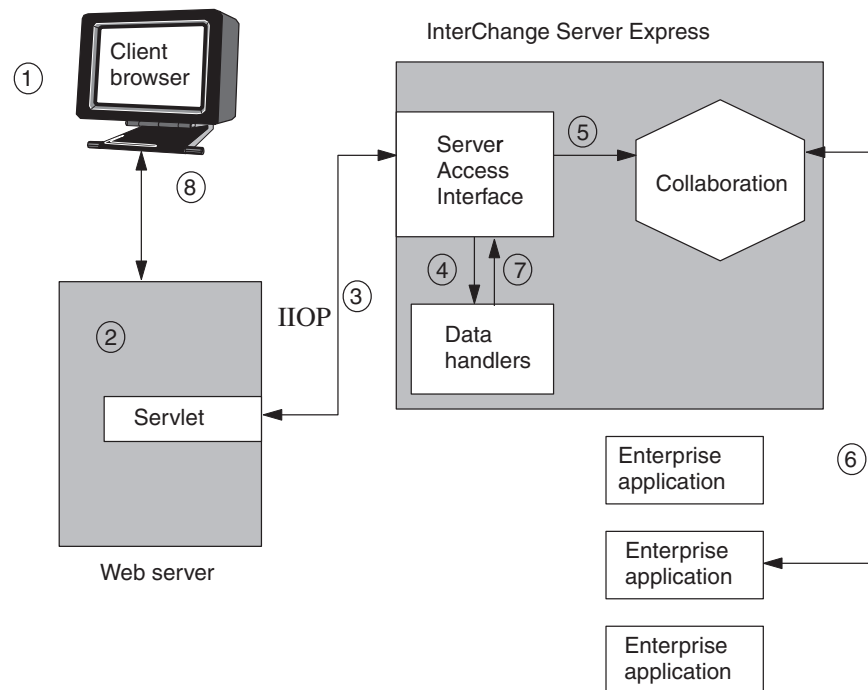 InterChange Server Express
Client
browser
1
Server
Access
Interface
5
Collaboration
8
4
7
3
IIOP
2
Data
handlers
Servlet
Enterprise
application
6
Web server
Enterprise
application
Enterprise
application